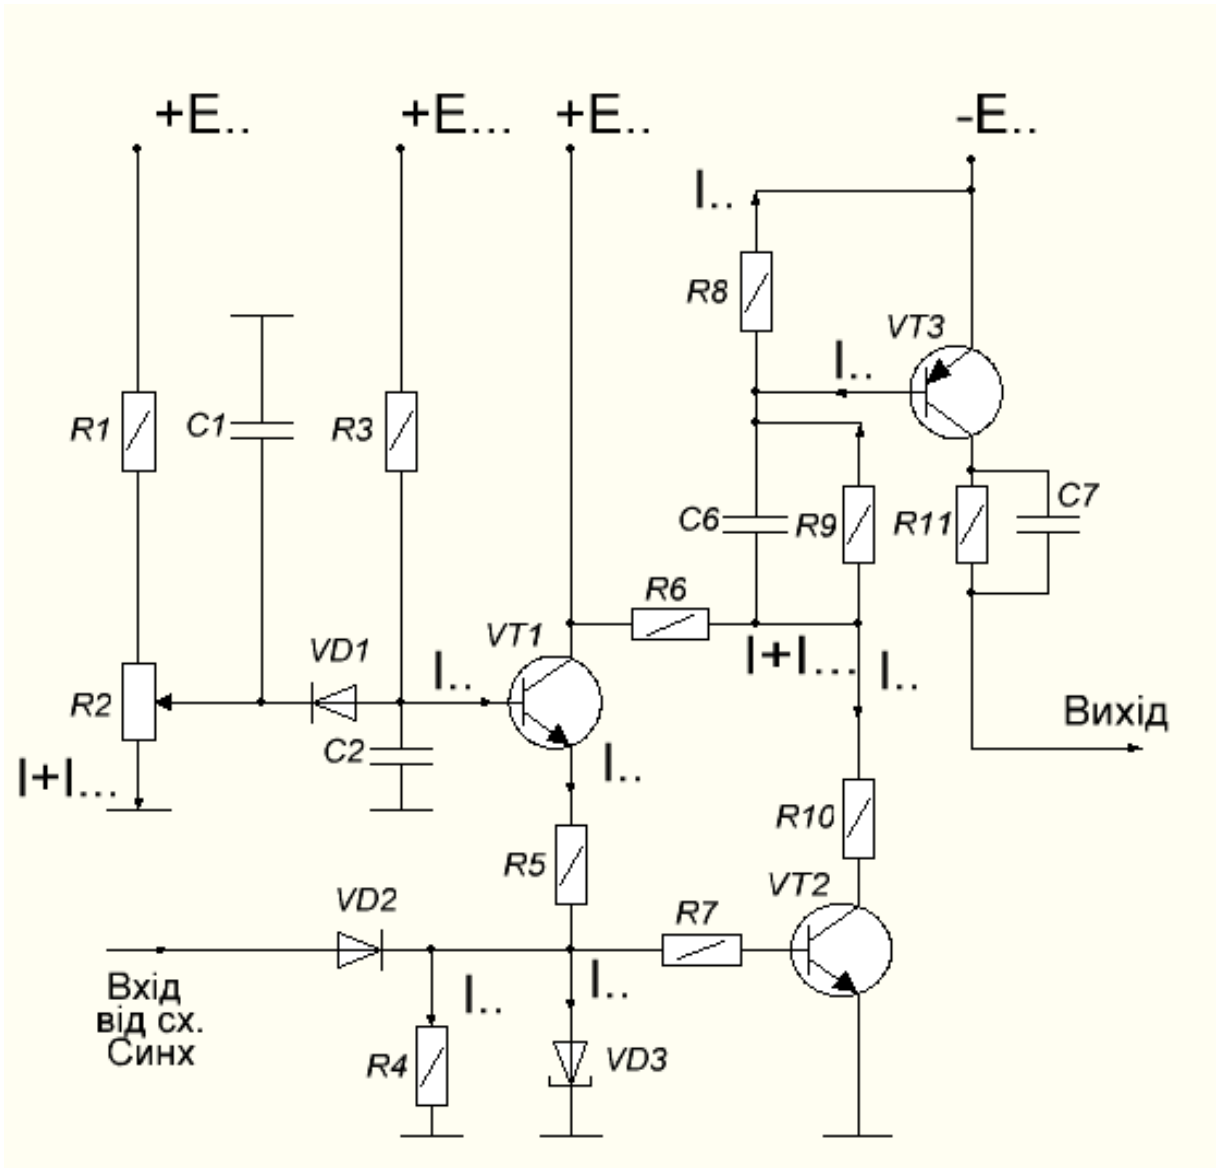 +E..
+E...
+E..
-E..
I..
R8
VT3
I..
R1
C1
R3
C6
R9
R11
C7
R6
VT1
VD1
I..
I+I...
I..
R2
C2
I+I...
I..
Вихід
R5
R10
VD2
R7
VT2
Вхід
від сх.
Синх
I..
I..
R4
VD3